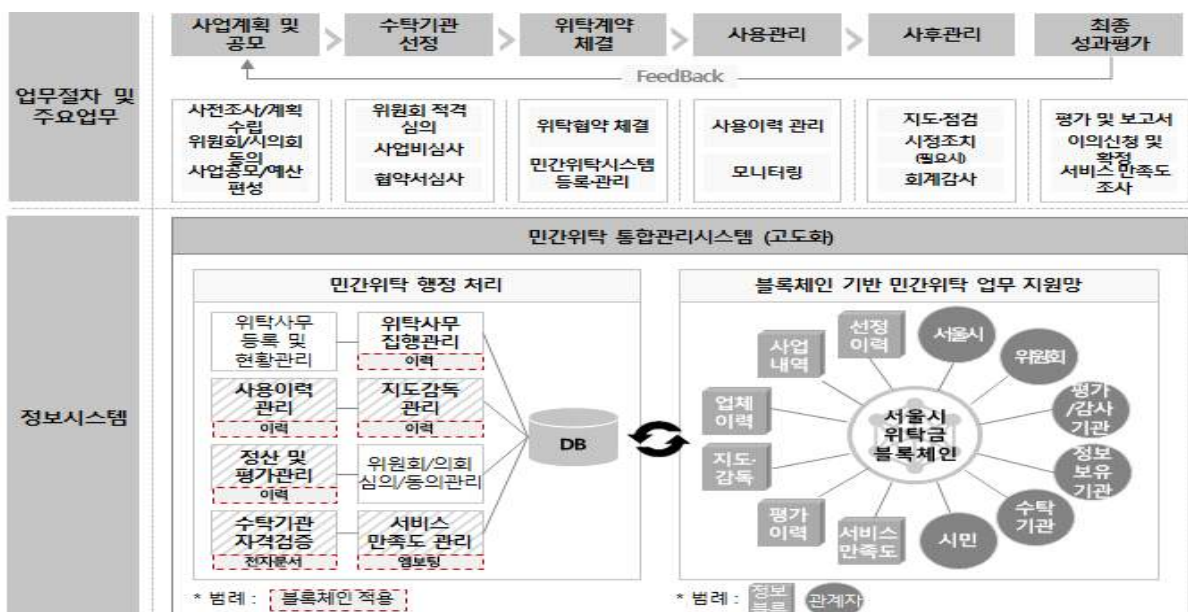 사업계획 및
공모
수탁기관
선정
위탁계약
체결
사용관리
사후관리
최종
성과평가
FeedBack
업무절차 및
주요업무
사전조사/계획
수립
위원회/시의회
동의
사업공모/예산
편성
위원회 적격
심의
사업비심사
협약서심사
위탁협약 체결
민간위탁시스템
등록·관리
사용이력 관리
모니터링
지도·점검
시정조치
(필요시)
회계감사
평가 및 보고서
이의신청 및
확정
서비스 만족도
조사
정보시스템
민간위탁 통합관리시스템 (고도화)
민간위탁 행정 처리
위탁사무
등록 및
현황관리
위탁사무
집행관리
이력
사용이력
관리
이력
지도감독
관리
이력
정산 및
평가관리
이력
위원회/의회
심의/동의관리
수탁기관
자격검증
전자문서
서비스
만족도 관리
엠보팅
DB
* 범례 :
블록체인 적용
블록체인 기반 민간위탁 업무 지원망
선정
이력
사업
내역
업체
이력
지도·
감독
평가
이력
서비스
만족도
서울시
위원회
평가
/감사
기관
정보
보유
기관
수탁
기관
시민
서울시
위탁금
블록체인
* 범례 :
정보
블록
관계자